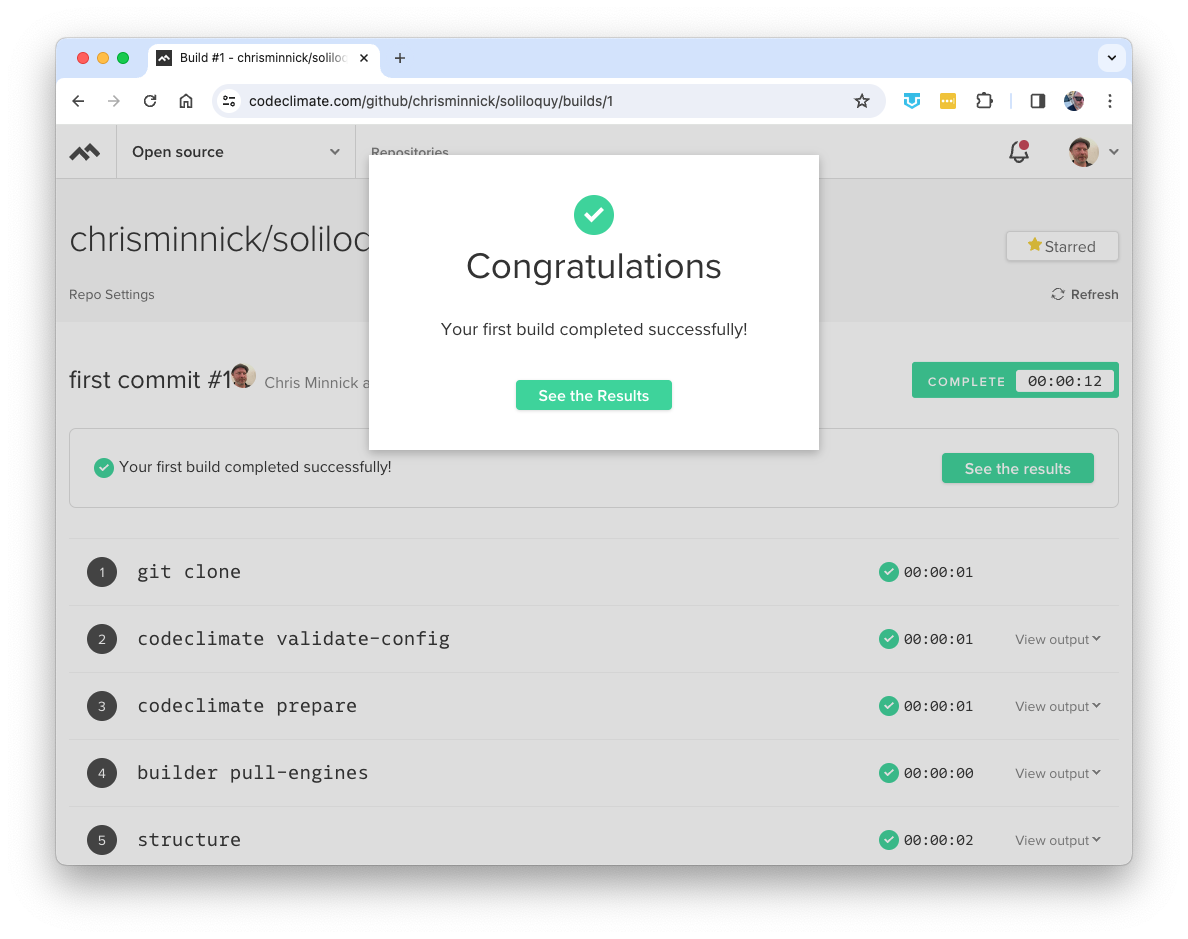 Build #1 - chrisminnick/soliloq
codeclimate.com/github/chrisminnick/soliloquy/builds/1
Open source
Repositories
chrisminnick/soliloq
Starred
Repo Settings
Refresh
Congratulations
Your first build completed successfully!
See the Results
first commit #1
Chris Minnick a
COMPLETE 00:00:12
Your first build completed successfully!
See the results
1 git clone 00:00:01
2 codeclimate validate-config 00:00:01 View output
3 codeclimate prepare 00:00:01 View output
4 builder pull-engines 00:00:00 View output
5 structure 00:00:02 View output